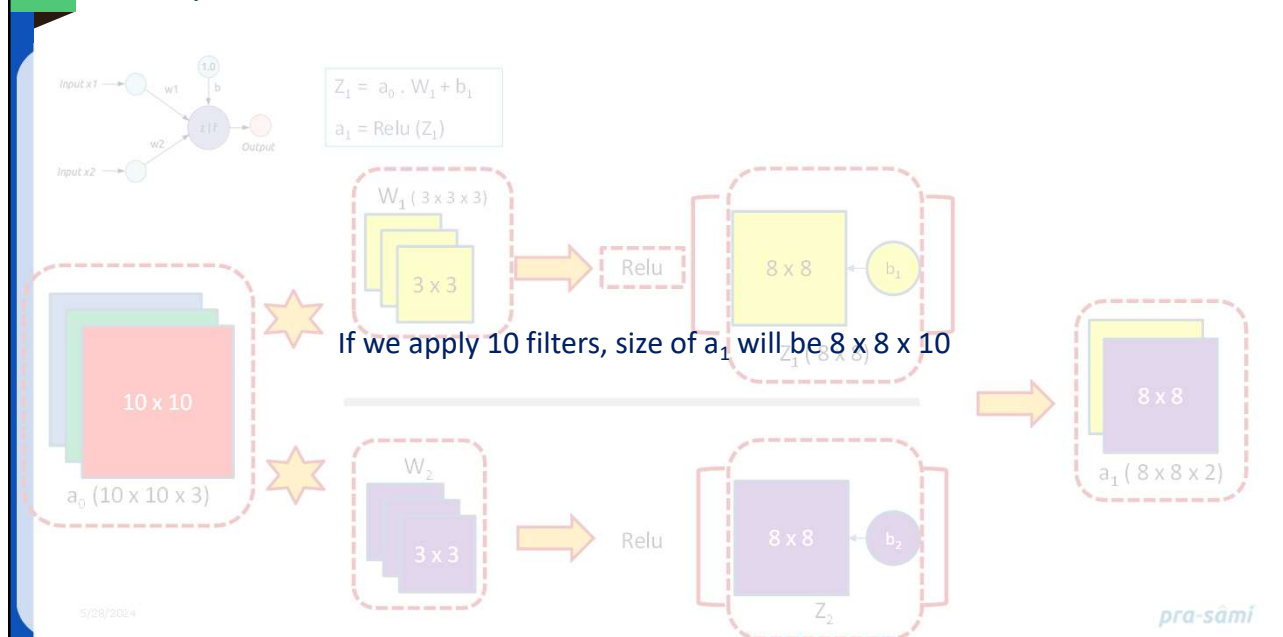 1.0
Input x1
w1
b
z | f
w2
Output
Input x2
Z₁ = a₀ . W₁ + b₁
a₁ = Relu (Z₁)
W₁ ( 3 x 3 x 3)
3 x 3
Relu
8 x 8
b₁
Z₁ ( 8 x 8)
If we apply 10 filters, size of a₁ will be 8 x 8 x 10
10 x 10
a₀ (10 x 10 x 3)
8 x 8
a₁ ( 8 x 8 x 2)
W₂
3 x 3
Relu
8 x 8
b₂
Z₂
5/28/2024
pra-sâmi